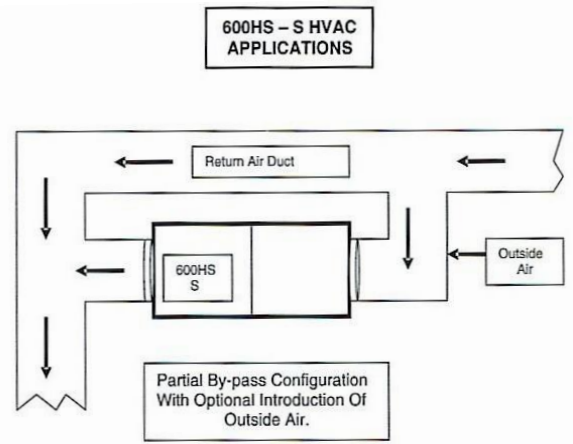 600HS – S HVAC
APPLICATIONS
Return Air Duct
Outside
Air
600HS
S
Partial By-pass Configuration
With Optional Introduction Of
Outside Air.